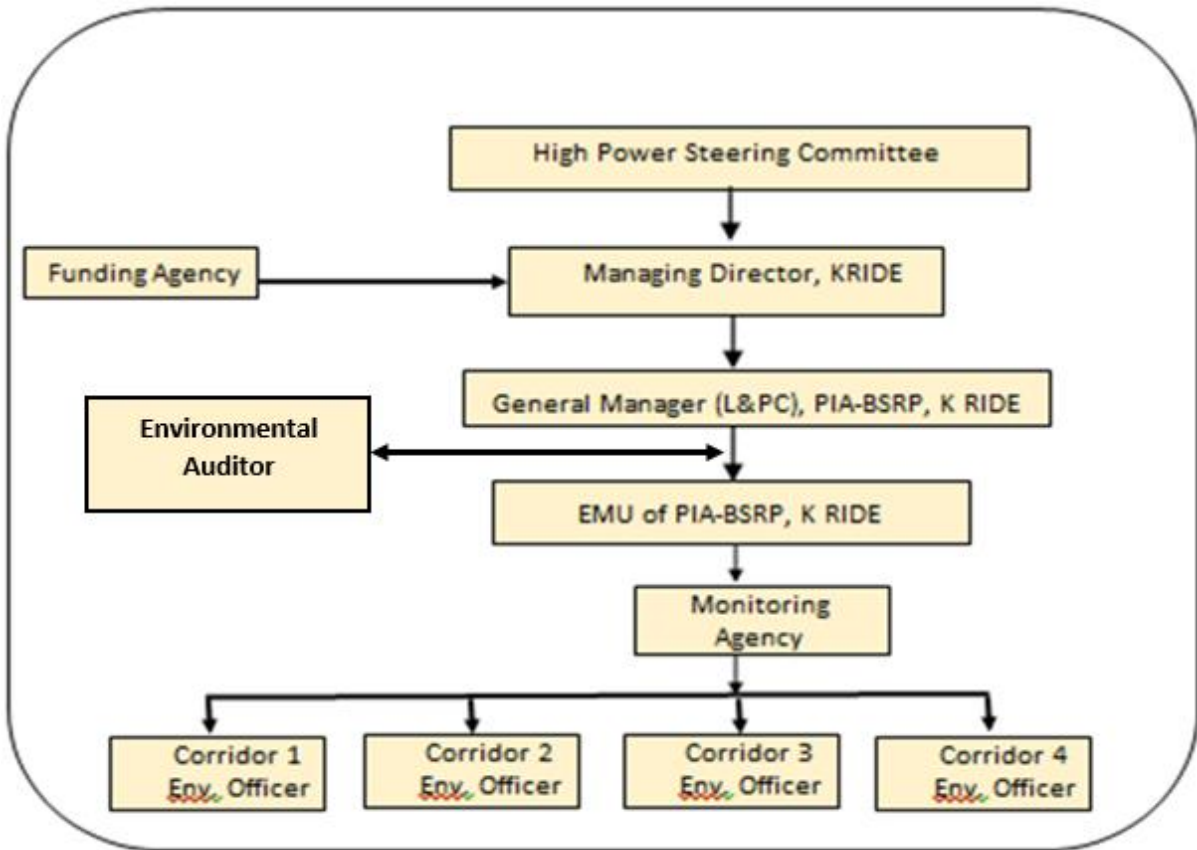 High Power Steering Committee
Funding Agency
Managing Director, KRIDE
General Manager (L&PC), PIA-BSRP, K RIDE
Environmental
Auditor
EMU of PIA-BSRP, K RIDE
Monitoring
Agency
Corridor 1
Env. Officer
Corridor 2
Env. Officer
Corridor 3
Env. Officer
Corridor 4
Env. Officer